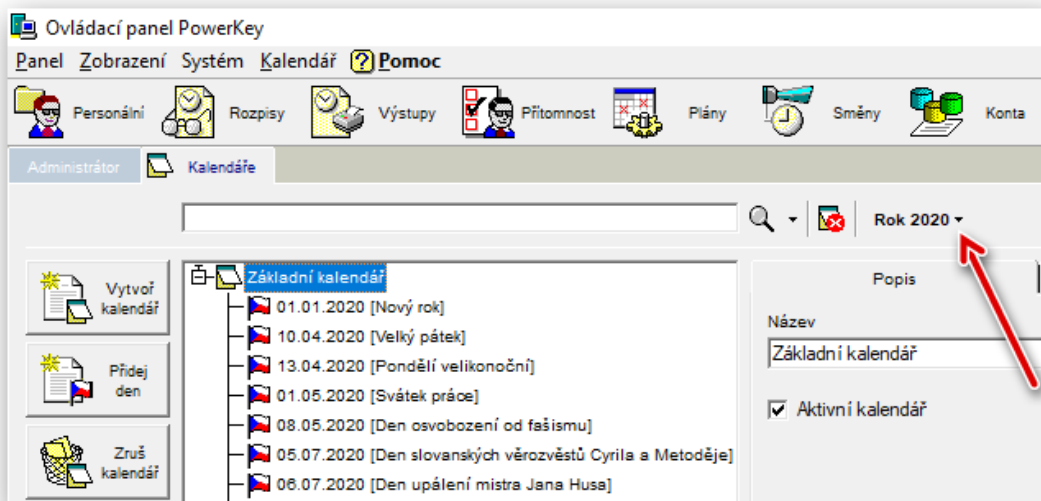 Ovládací panel PowerKey
Panel Zobrazení Systém Kalendář ? Pomoc
Personální Rozpisy Výstupy Přítomnost Plány Směny Konta
Administrátor Kalendáře
Rok 2020
Vytvoř kalendář
Přidej den
Zruš kalendář
Základní kalendář
01.01.2020 [Nový rok]
10.04.2020 [Velký pátek]
13.04.2020 [Pondělí velikonoční]
01.05.2020 [Svátek práce]
08.05.2020 [Den osvobození od fašismu]
05.07.2020 [Den slovanských věrozvěstů Cyrila a Metoděje]
06.07.2020 [Den upálení mistra Jana Husa]
Popis
Název
Základní kalendář
Aktivní kalendář